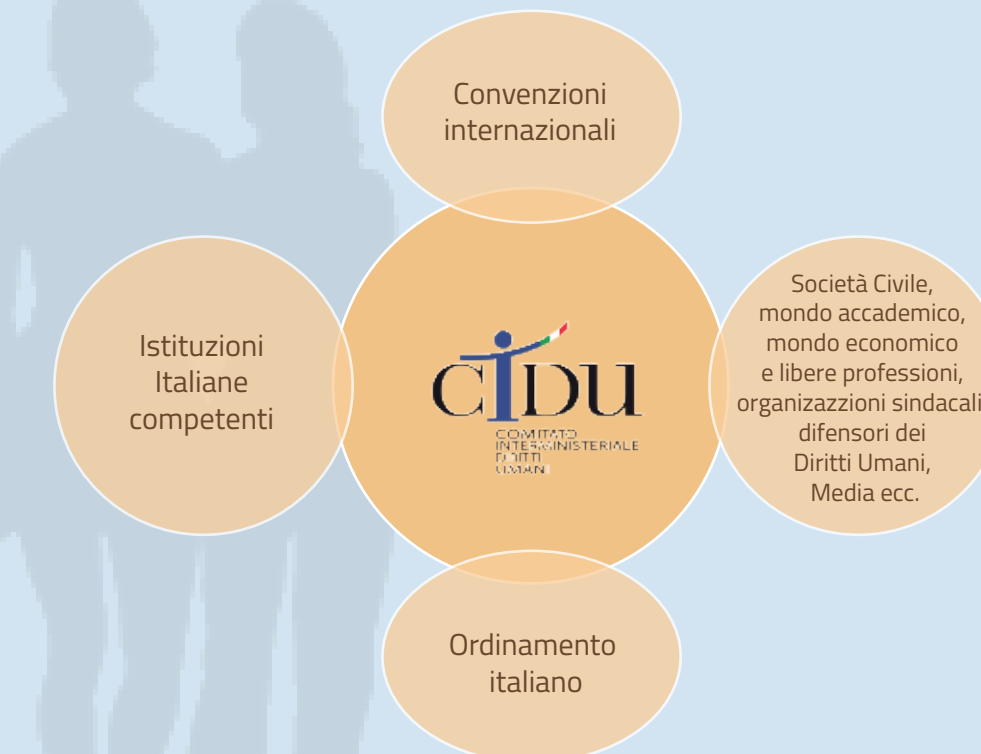 Convenzioni
internazionali
Istituzioni
Italiane
competenti
CIDU
COMITATO
INTERMINISTERIALE
DIRITTI
UMANI
Società Civile,
mondo accademico,
mondo economico
e libere professioni,
organizazzioni sindacali
difensori dei
Diritti Umani,
Media ecc.
Ordinamento
italiano